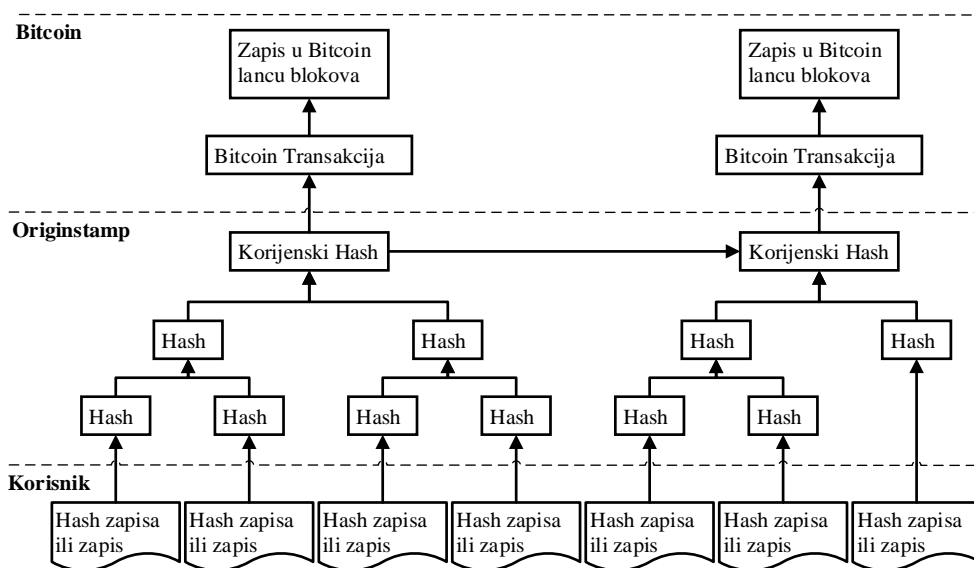 Bitcoin
Zapis u Bitcoin
lancu blokova
Zapis u Bitcoin
lancu blokova
Bitcoin Transakcija
Bitcoin Transakcija
Originstamp
Korijenski Hash
Korijenski Hash
Hash
Hash
Hash
Hash
Hash
Hash
Hash
Hash
Hash
Hash
Korisnik
Hash zapisa
ili zapis
Hash zapisa
ili zapis
Hash zapisa
ili zapis
Hash zapisa
ili zapis
Hash zapisa
ili zapis
Hash zapisa
ili zapis
Hash zapisa
ili zapis